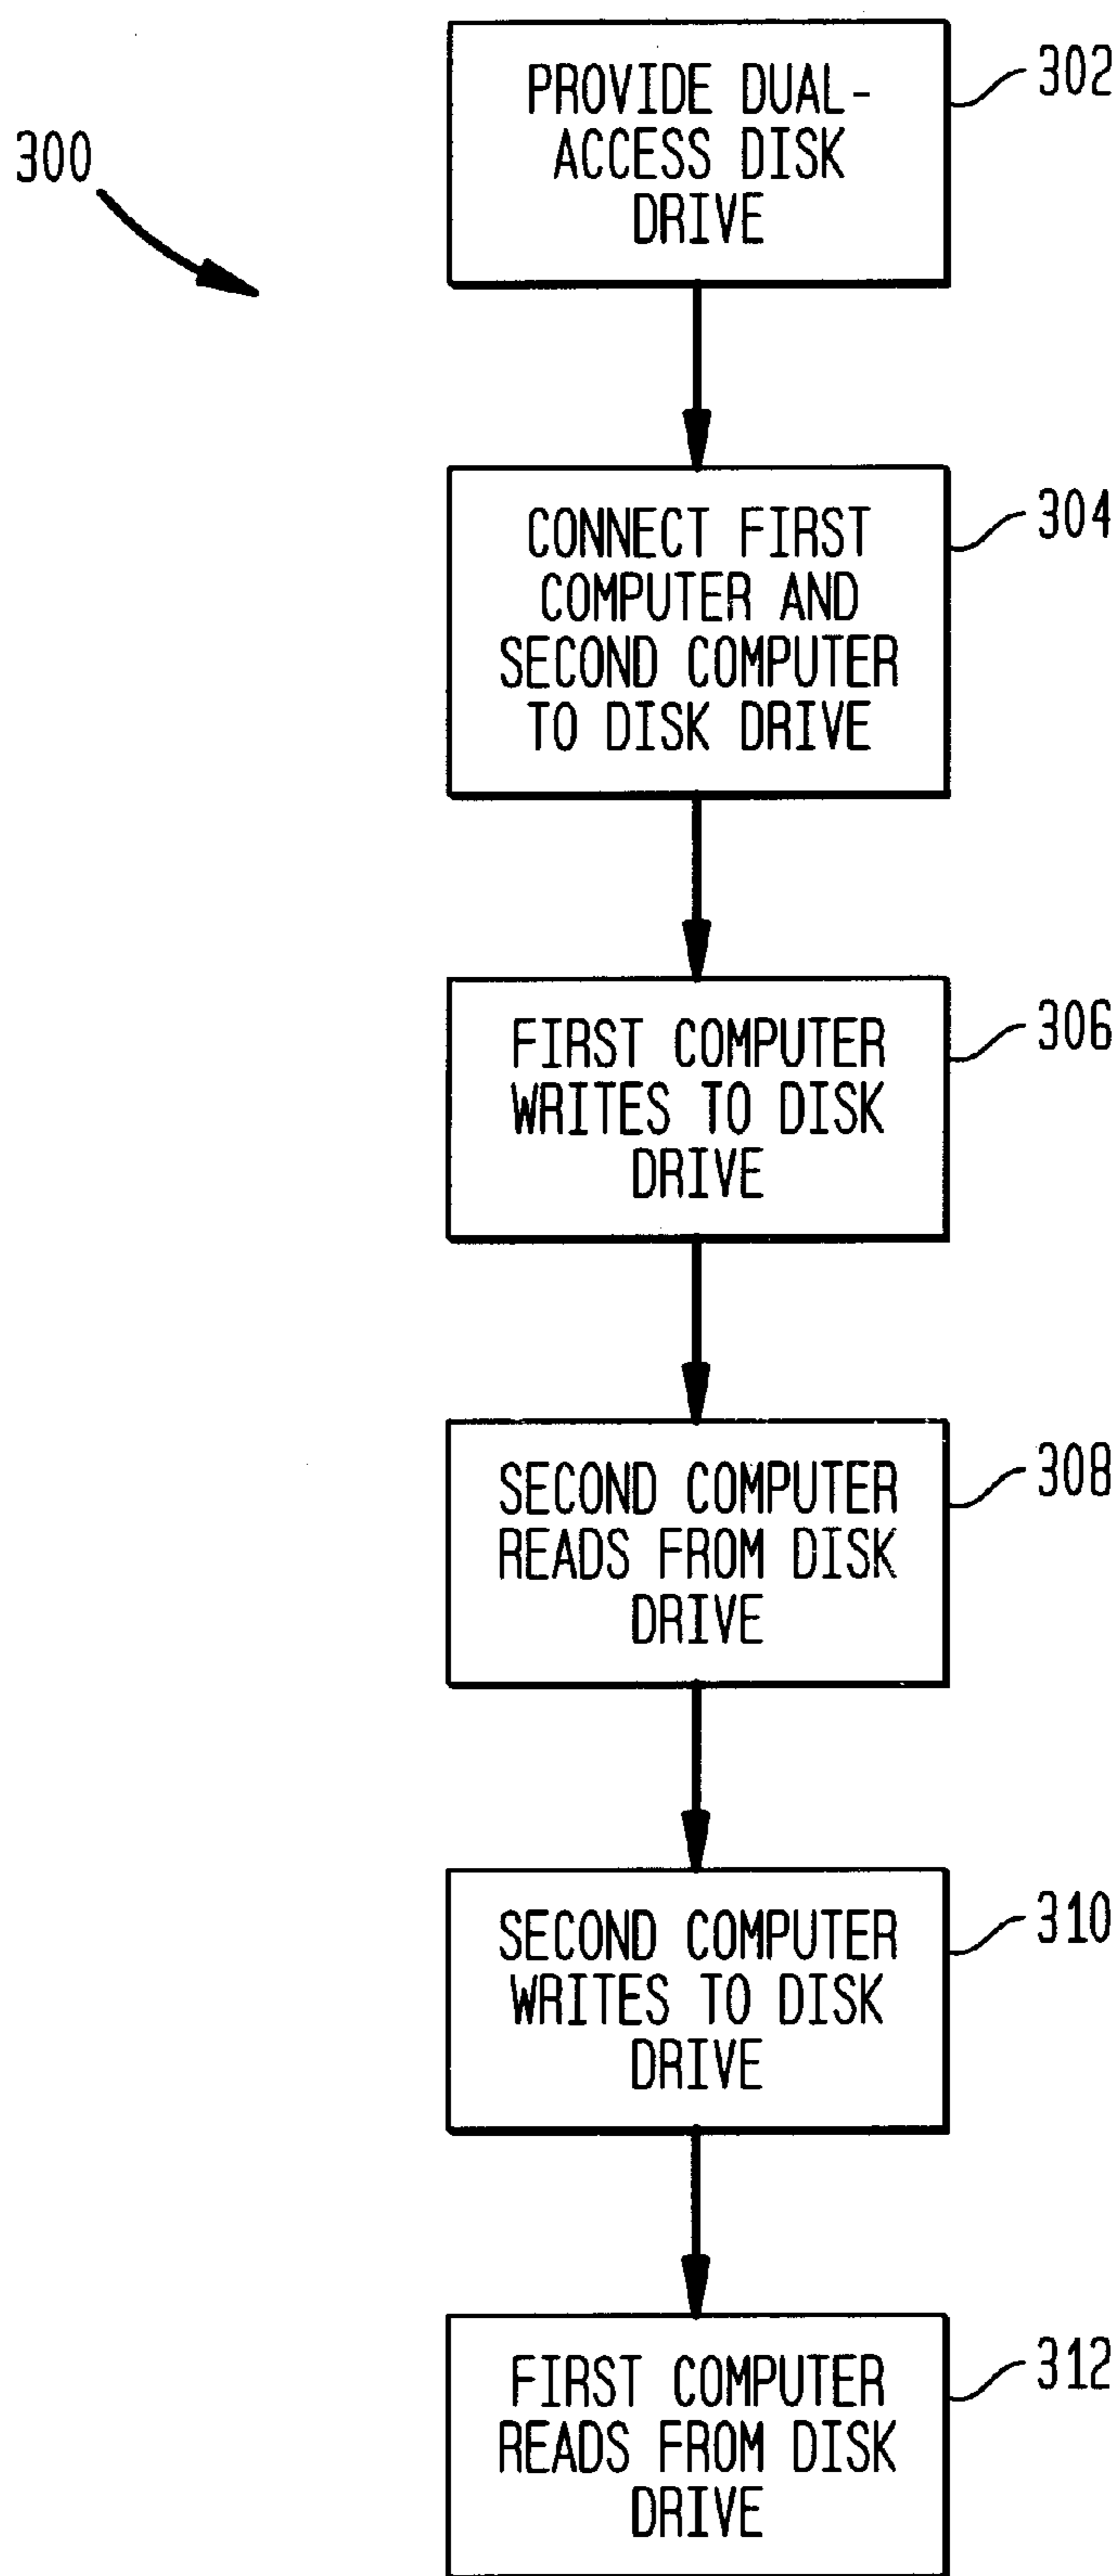 300
PROVIDE DUAL-
ACCESS DISK
DRIVE
302
CONNECT FIRST
COMPUTER AND
SECOND COMPUTER
TO DISK DRIVE
304
FIRST COMPUTER
WRITES TO DISK
DRIVE
306
SECOND COMPUTER
READS FROM DISK
DRIVE
308
SECOND COMPUTER
WRITES TO DISK
DRIVE
310
FIRST COMPUTER
READS FROM DISK
DRIVE
312